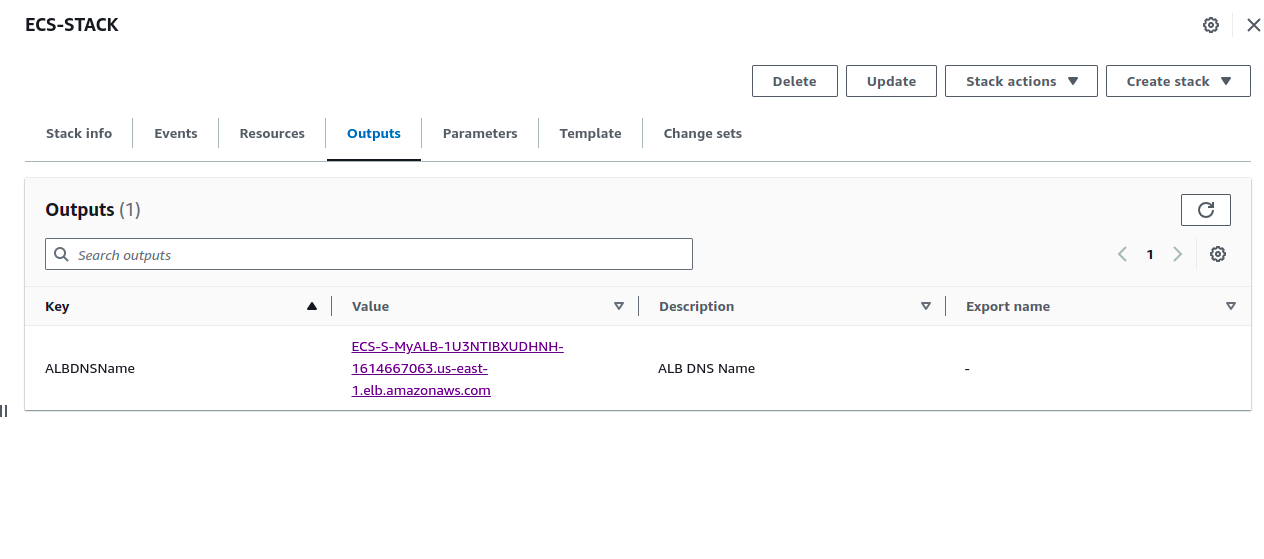 ECS-STACK
Delete
Update
Stack actions
Create stack
Stack info
Events
Resources
Outputs
Parameters
Template
Change sets
Outputs (1)
Search outputs
1
Key
Value
Description
Export name
ALBDNSName
ECS-S-MyALB-1U3NTIBXUDHNH-
1614667063.us-east-
1.elb.amazonaws.com
ALB DNS Name
-